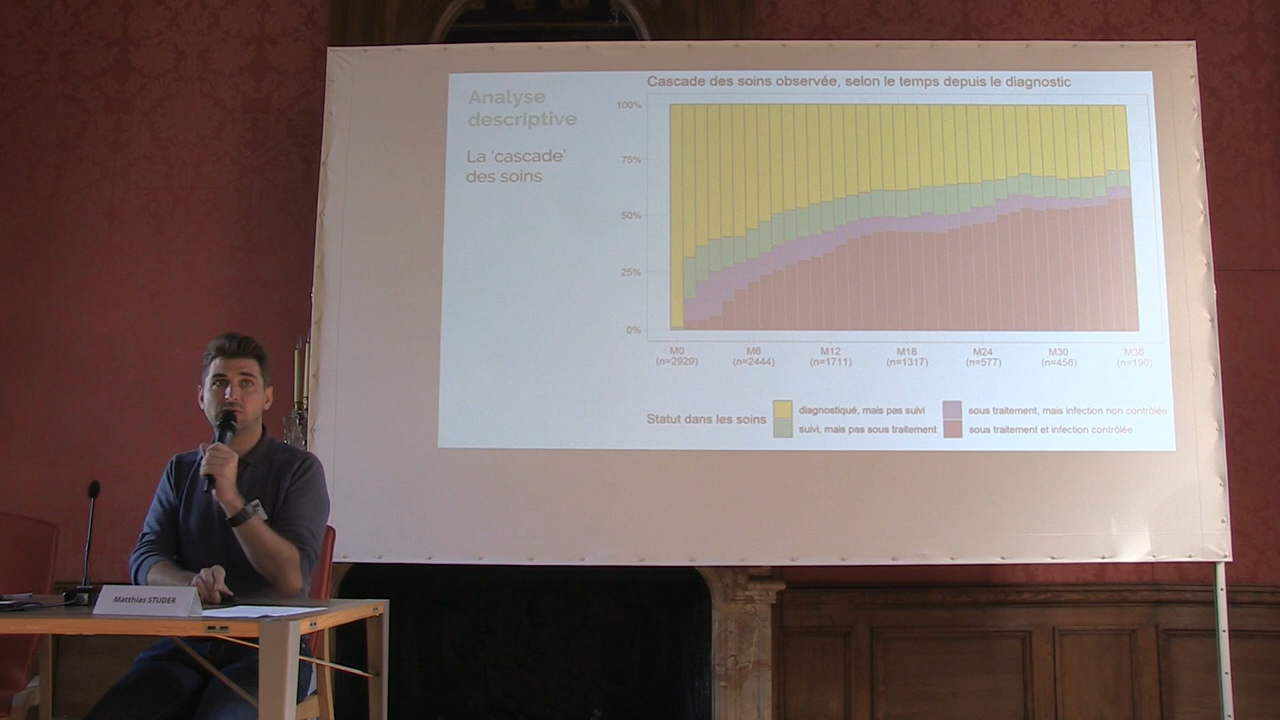 Analyse
descriptive
La 'cascade'
des soins
Cascade des soins observée, selon le temps depuis le diagnostic
100%
75%
50%
25%
0%
M0 M6 M12 M18 M24 M30 M36
(n=2929) (n=2444) (n=1711) (n=1317) (n=577) (n=456) (n=190)
Statut dans les soins
diagnostiqué, mais pas suivi
suivi, mais pas sous traitement
sous traitement, mais infection non contrôlée
sous traitement et infection contrôlée
Matthias STUDER